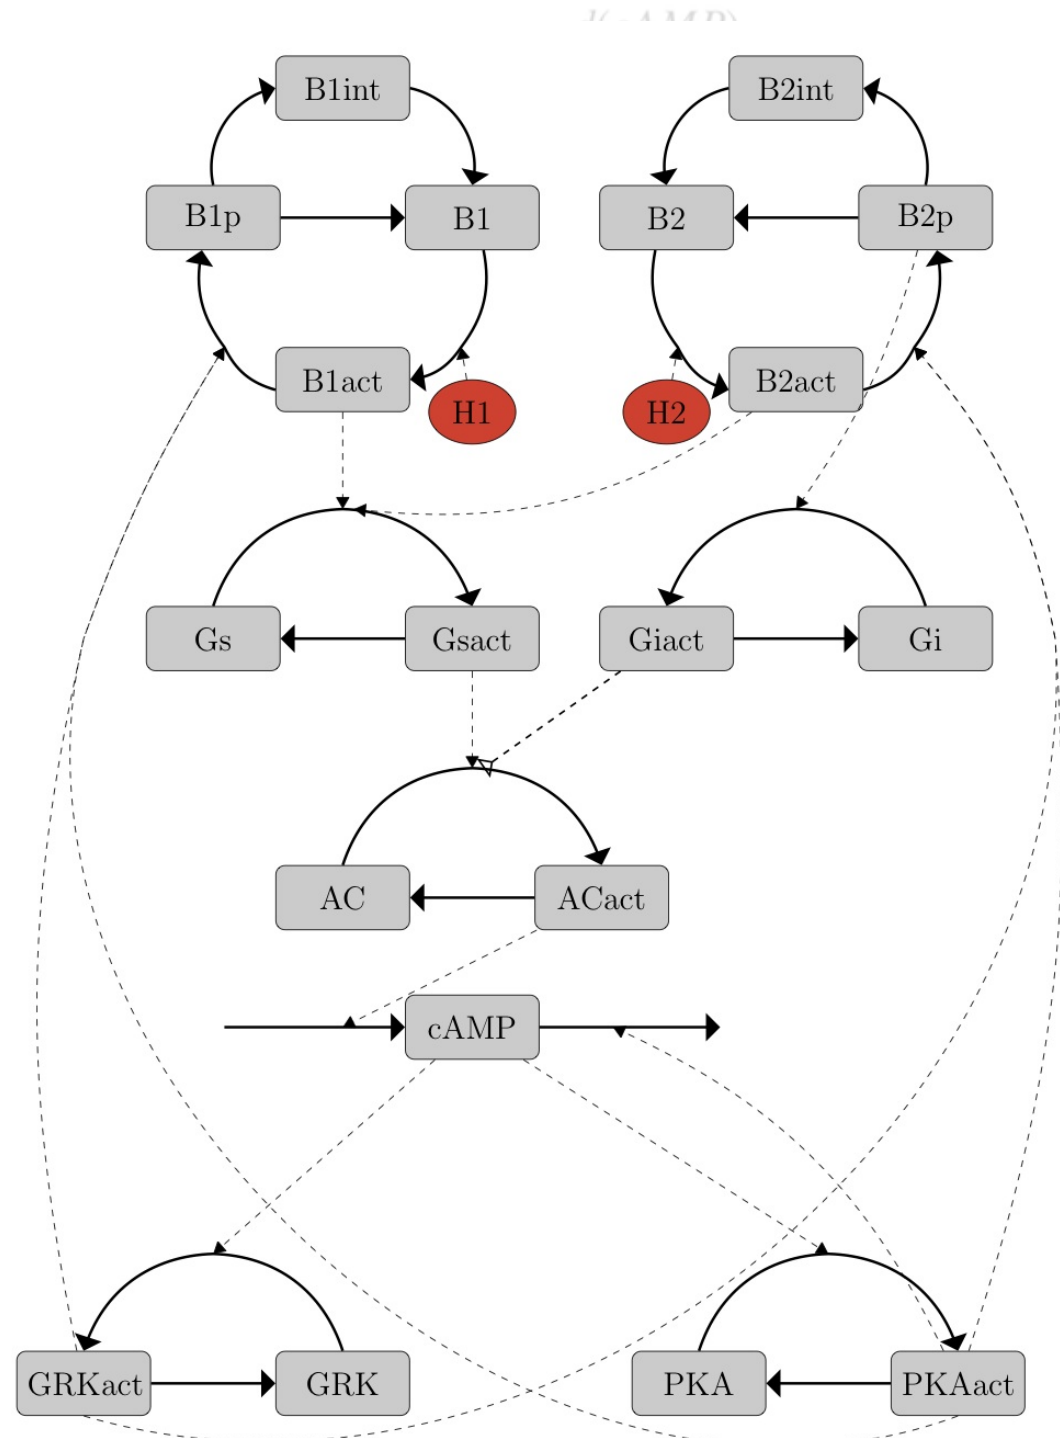 B1int B2int
B1p B1 B2 B2p
B1act H1 H2 B2act
Gs Gsact Giact Gi
AC ACact
cAMP
GRKact GRK PKA PKAact